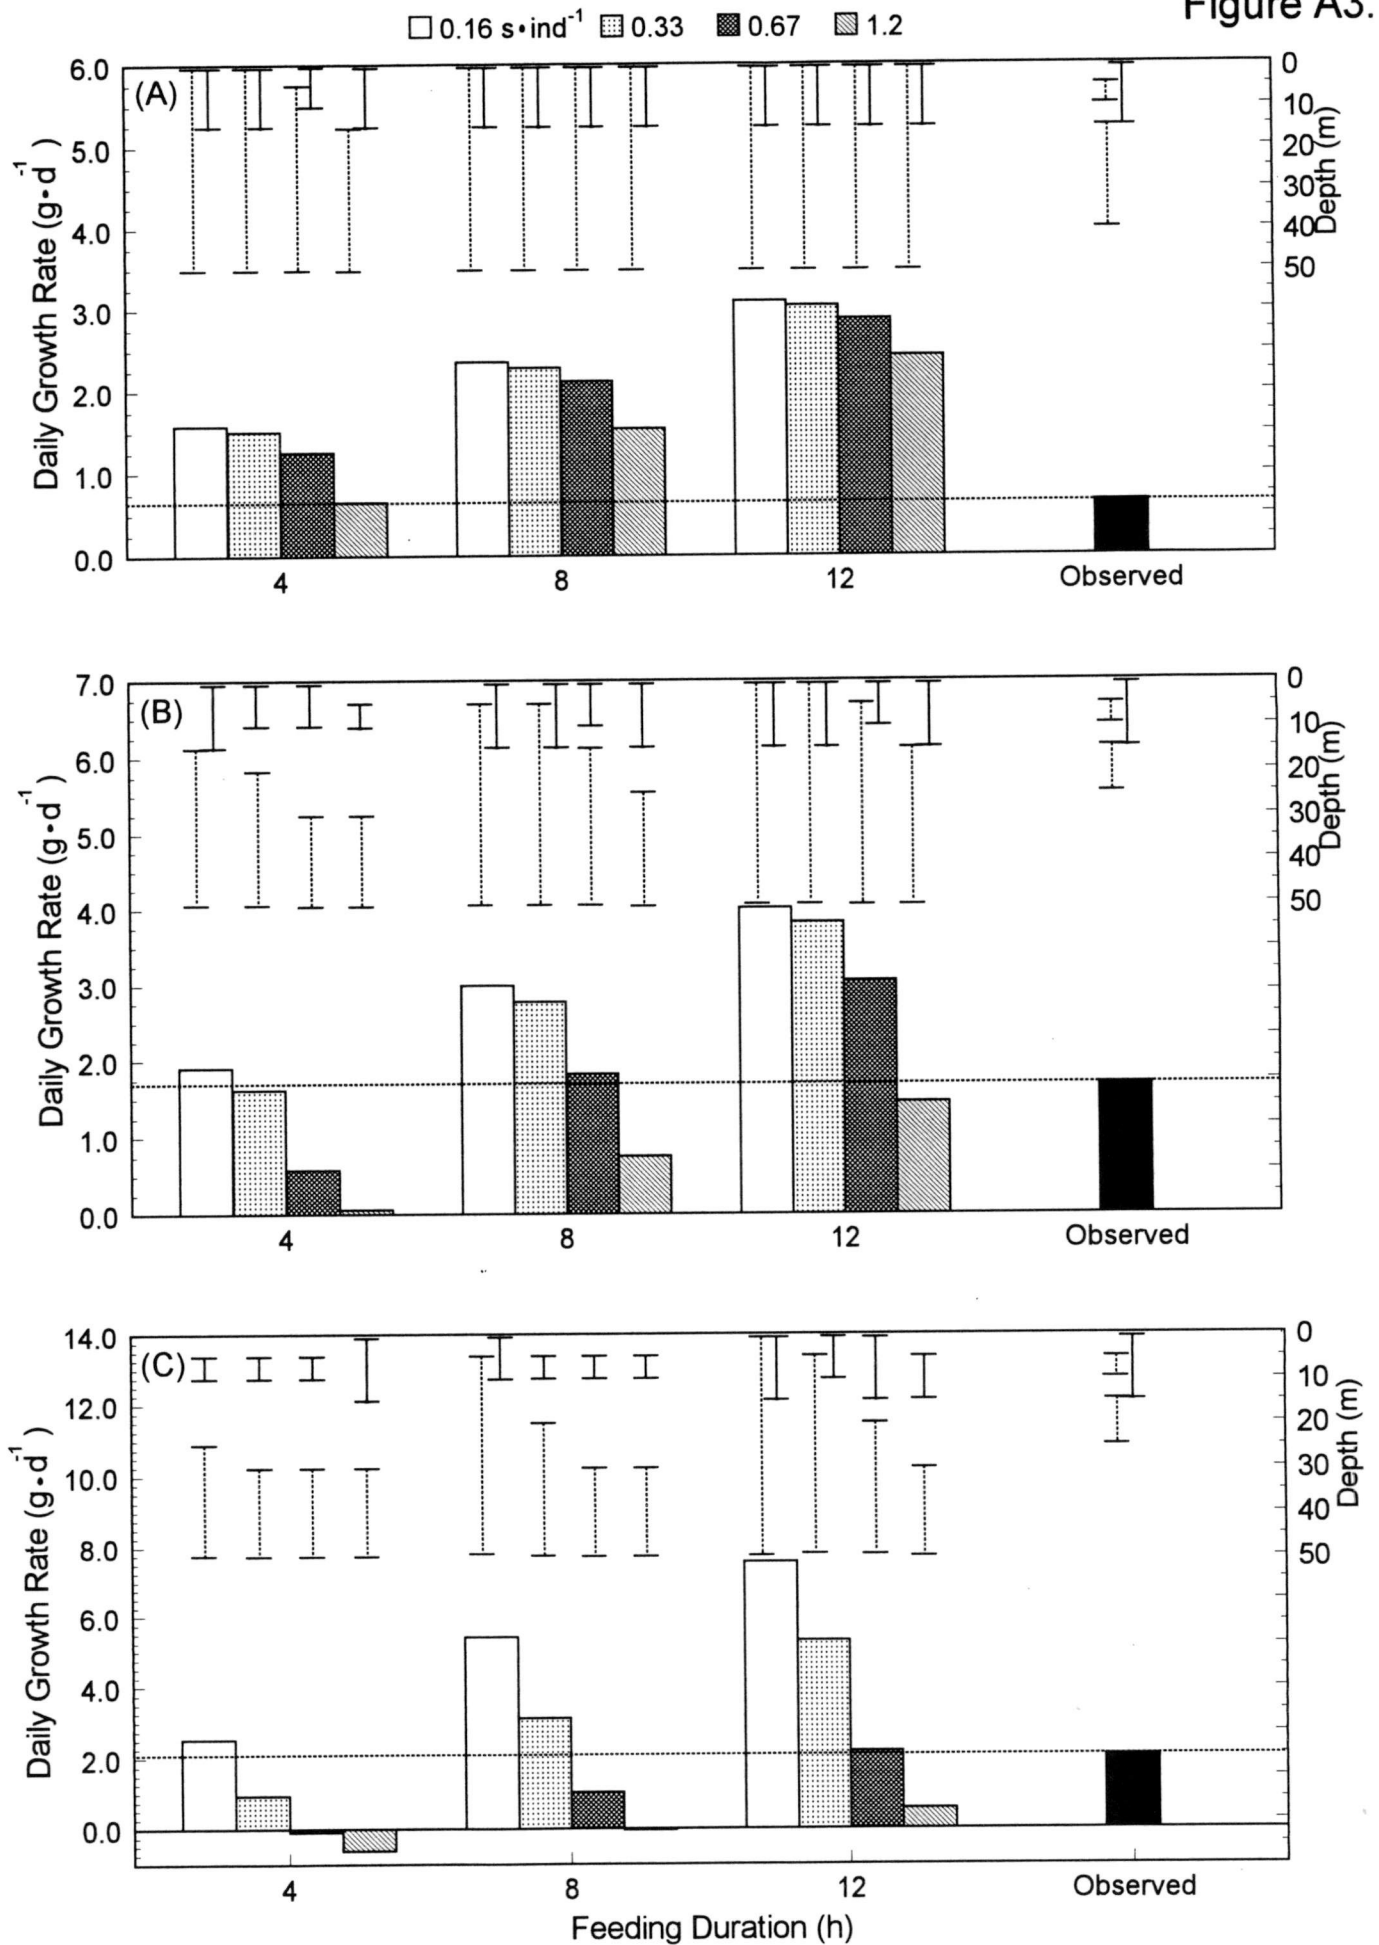 Figure A3.
0.16 s•ind-1 0.33 0.67 1.2
(A)
6.0
5.0
4.0
3.0
2.0
1.0
0.0
Daily Growth Rate (g•d-1)
0
10
20
30
40
50
Depth (m)
4 8 12 Observed
(B)
7.0
6.0
5.0
4.0
3.0
2.0
1.0
0.0
Daily Growth Rate (g•d-1)
0
10
20
30
40
50
Depth (m)
4 8 12 Observed
(C)
14.0
12.0
10.0
8.0
6.0
4.0
2.0
0.0
Daily Growth Rate (g•d-1)
0
10
20
30
40
50
Depth (m)
4 8 12 Observed
Feeding Duration (h)